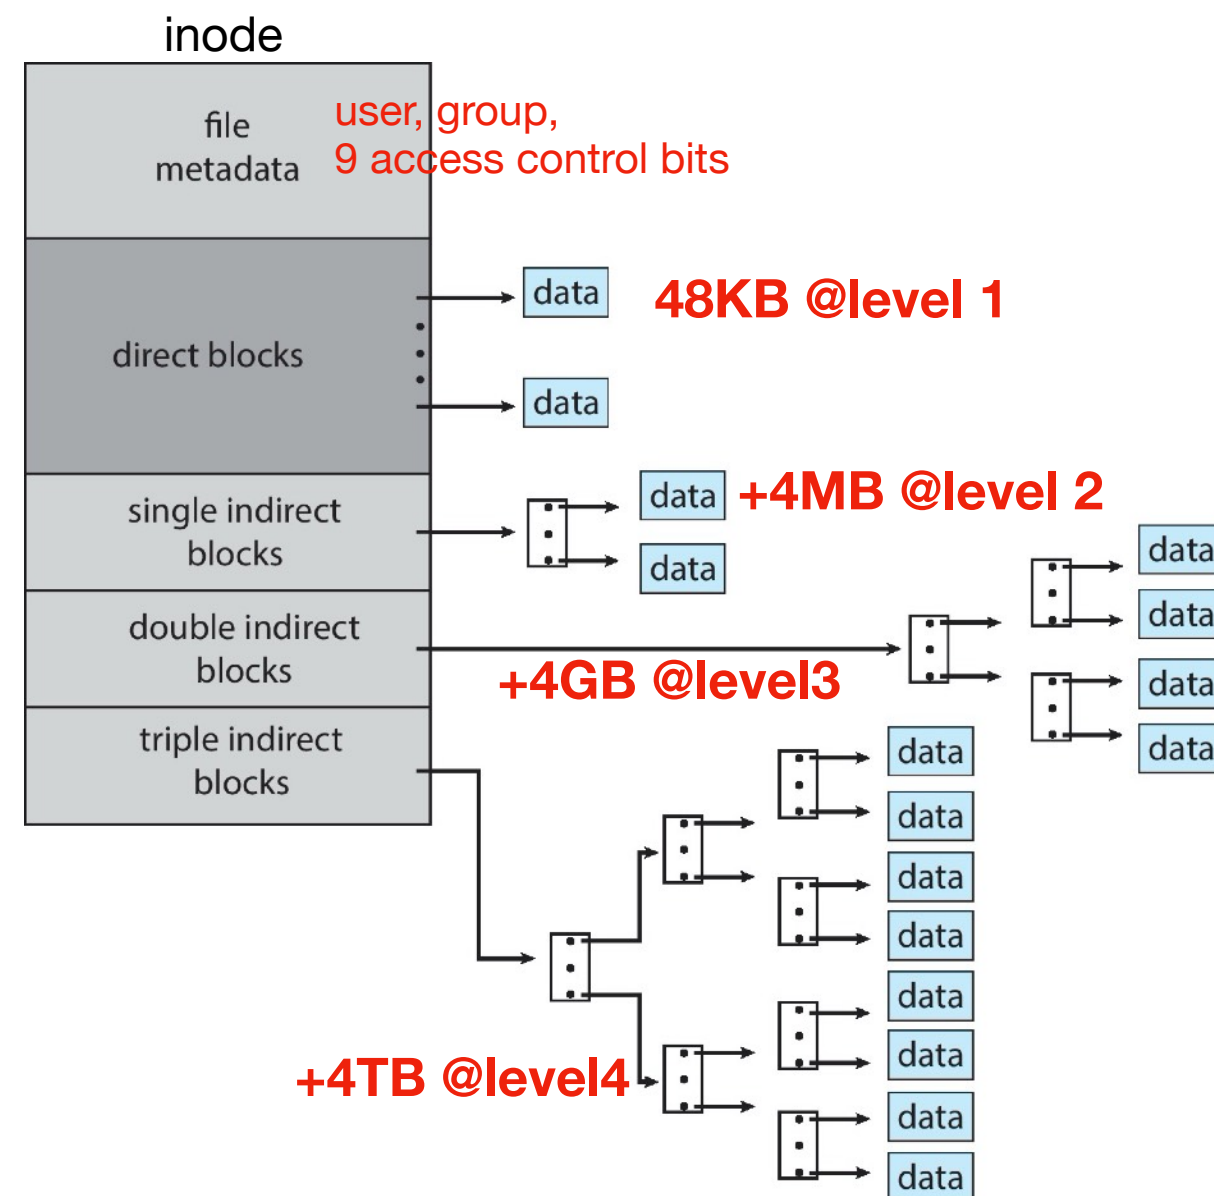 inode
file
metadata
user, group,
9 access control bits
direct blocks
data
48KB @level 1
data
single indirect
blocks
data
+4MB @level 2
data
double indirect
blocks
+4GB @level3
data
data
data
data
triple indirect
blocks
+4TB @level4
data
data
data
data
data
data
data
data